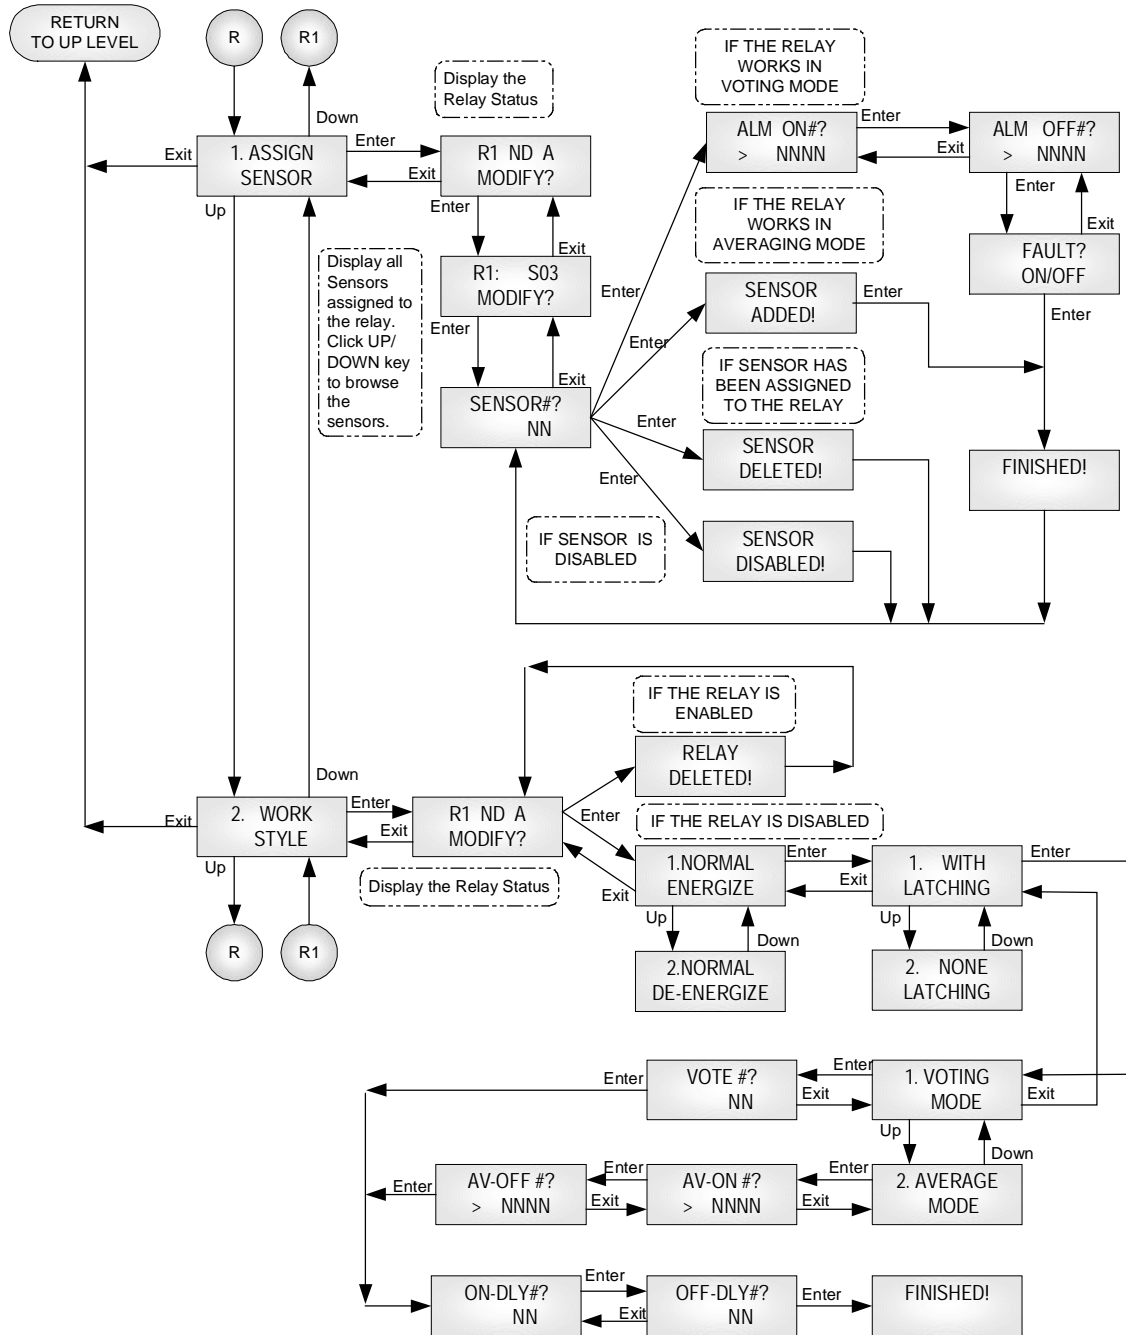 RETURN
TO UP LEVEL
R
R1
Down
Exit
1. ASSIGN
SENSOR
Enter
Exit
Up
Display the
Relay Status
R1 ND A
MODIFY?
Enter
Exit
R1: S03
MODIFY?
Enter
Exit
SENSOR#?
NN
Display all
Sensors
assigned to
the relay.
Click UP/
DOWN key
to browse
the
sensors.
IF THE RELAY
WORKS IN
VOTING MODE
ALM ON#?
> NNNN
Enter
Exit
ALM OFF#?
> NNNN
Enter
Exit
FAULT?
ON/OFF
Enter
IF THE RELAY
WORKS IN
AVERAGING MODE
Enter
SENSOR
ADDED!
Enter
Enter
IF SENSOR HAS
BEEN ASSIGNED
TO THE RELAY
Enter
SENSOR
DELETED!
FINISHED!
Enter
IF SENSOR IS
DISABLED
SENSOR
DISABLED!
IF THE RELAY IS
ENABLED
RELAY
DELETED!
Down
Exit
2. WORK
STYLE
Enter
Exit
Up
R1 ND A
MODIFY?
Enter
Exit
Display the Relay Status
IF THE RELAY IS DISABLED
1.NORMAL
ENERGIZE
Enter
Exit
1. WITH
LATCHING
Enter
Up
Down
Up
Down
R
R1
2.NORMAL
DE-ENERGIZE
2. NONE
LATCHING
Enter
VOTE #?
NN
Enter
Exit
1. VOTING
MODE
Exit
Up
Down
Enter
AV-OFF #?
> NNNN
Enter
Exit
AV-ON #?
> NNNN
Enter
Exit
2. AVERAGE
MODE
ON-DLY#?
NN
Enter
Exit
OFF-DLY#?
NN
Enter
FINISHED!